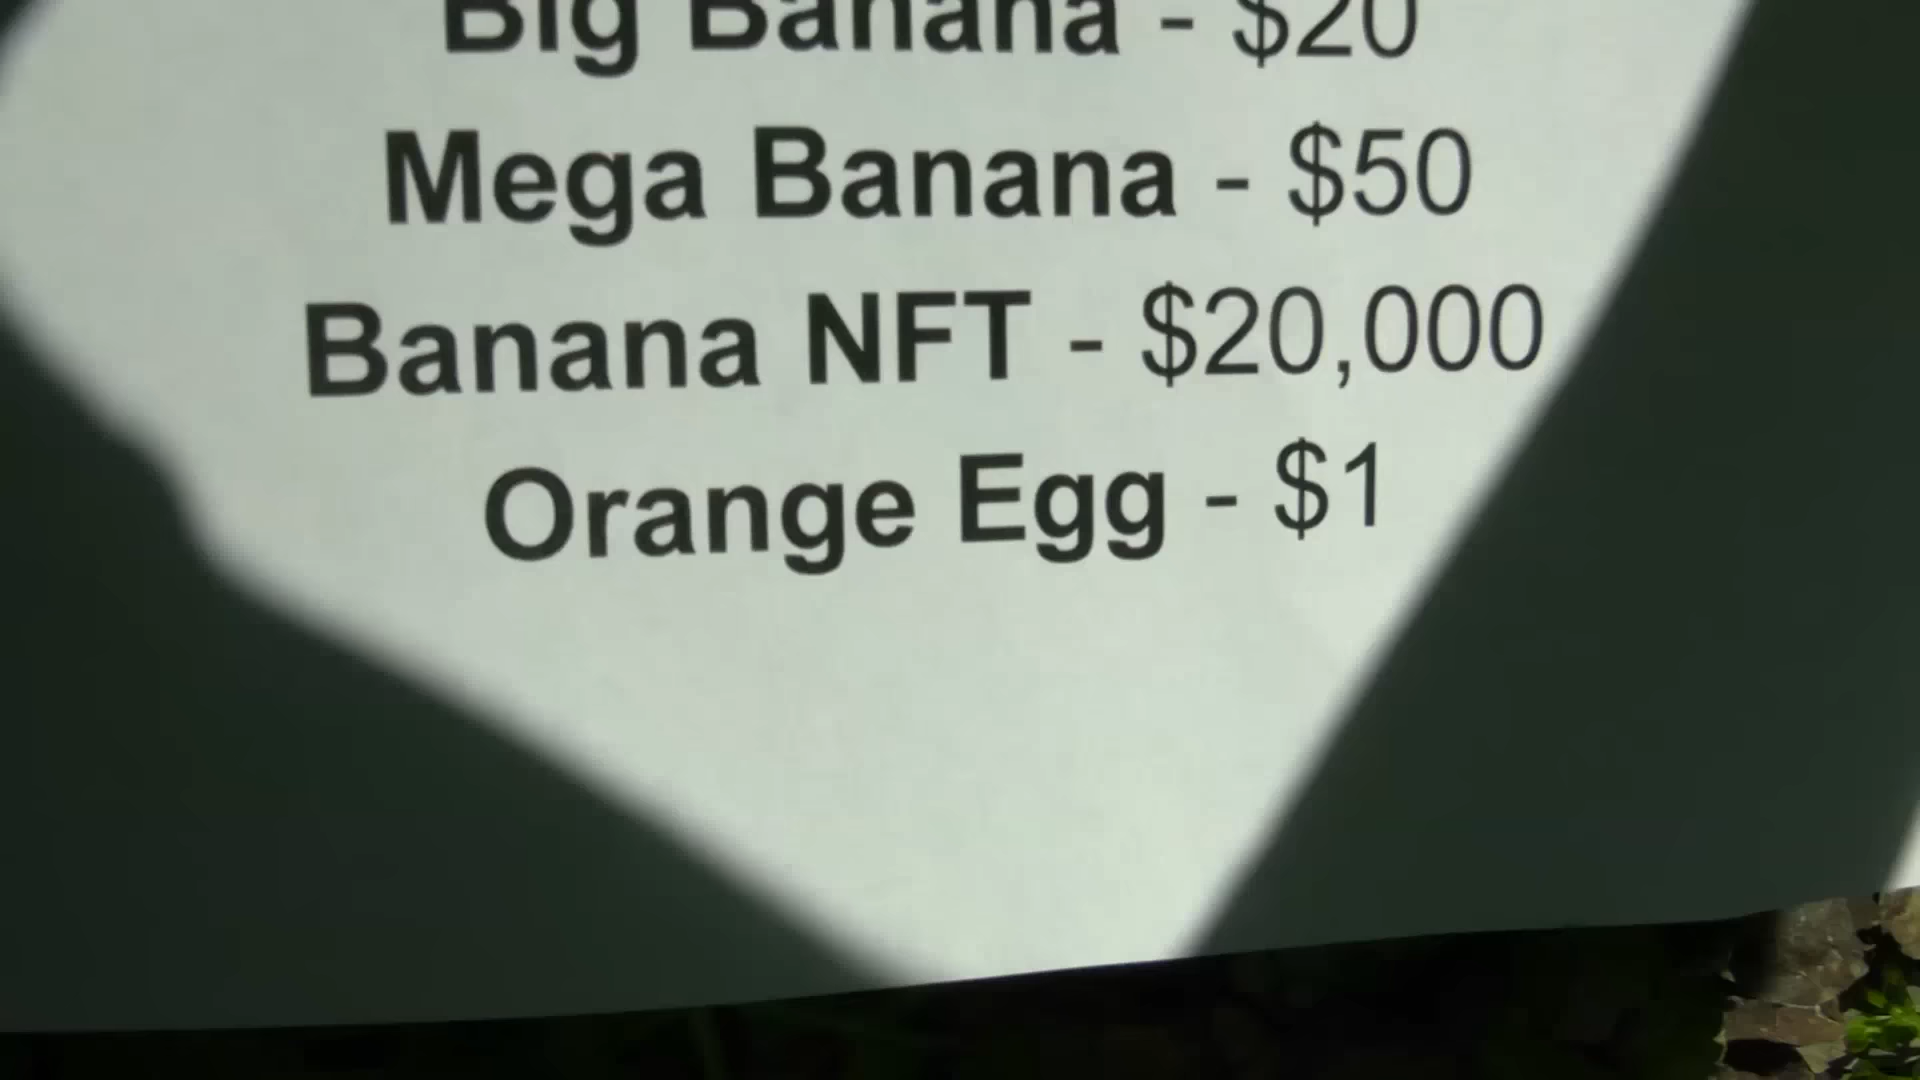 Big Banana - $20
Mega Banana - $50
Banana NFT - $20,000
Orange Egg - $1